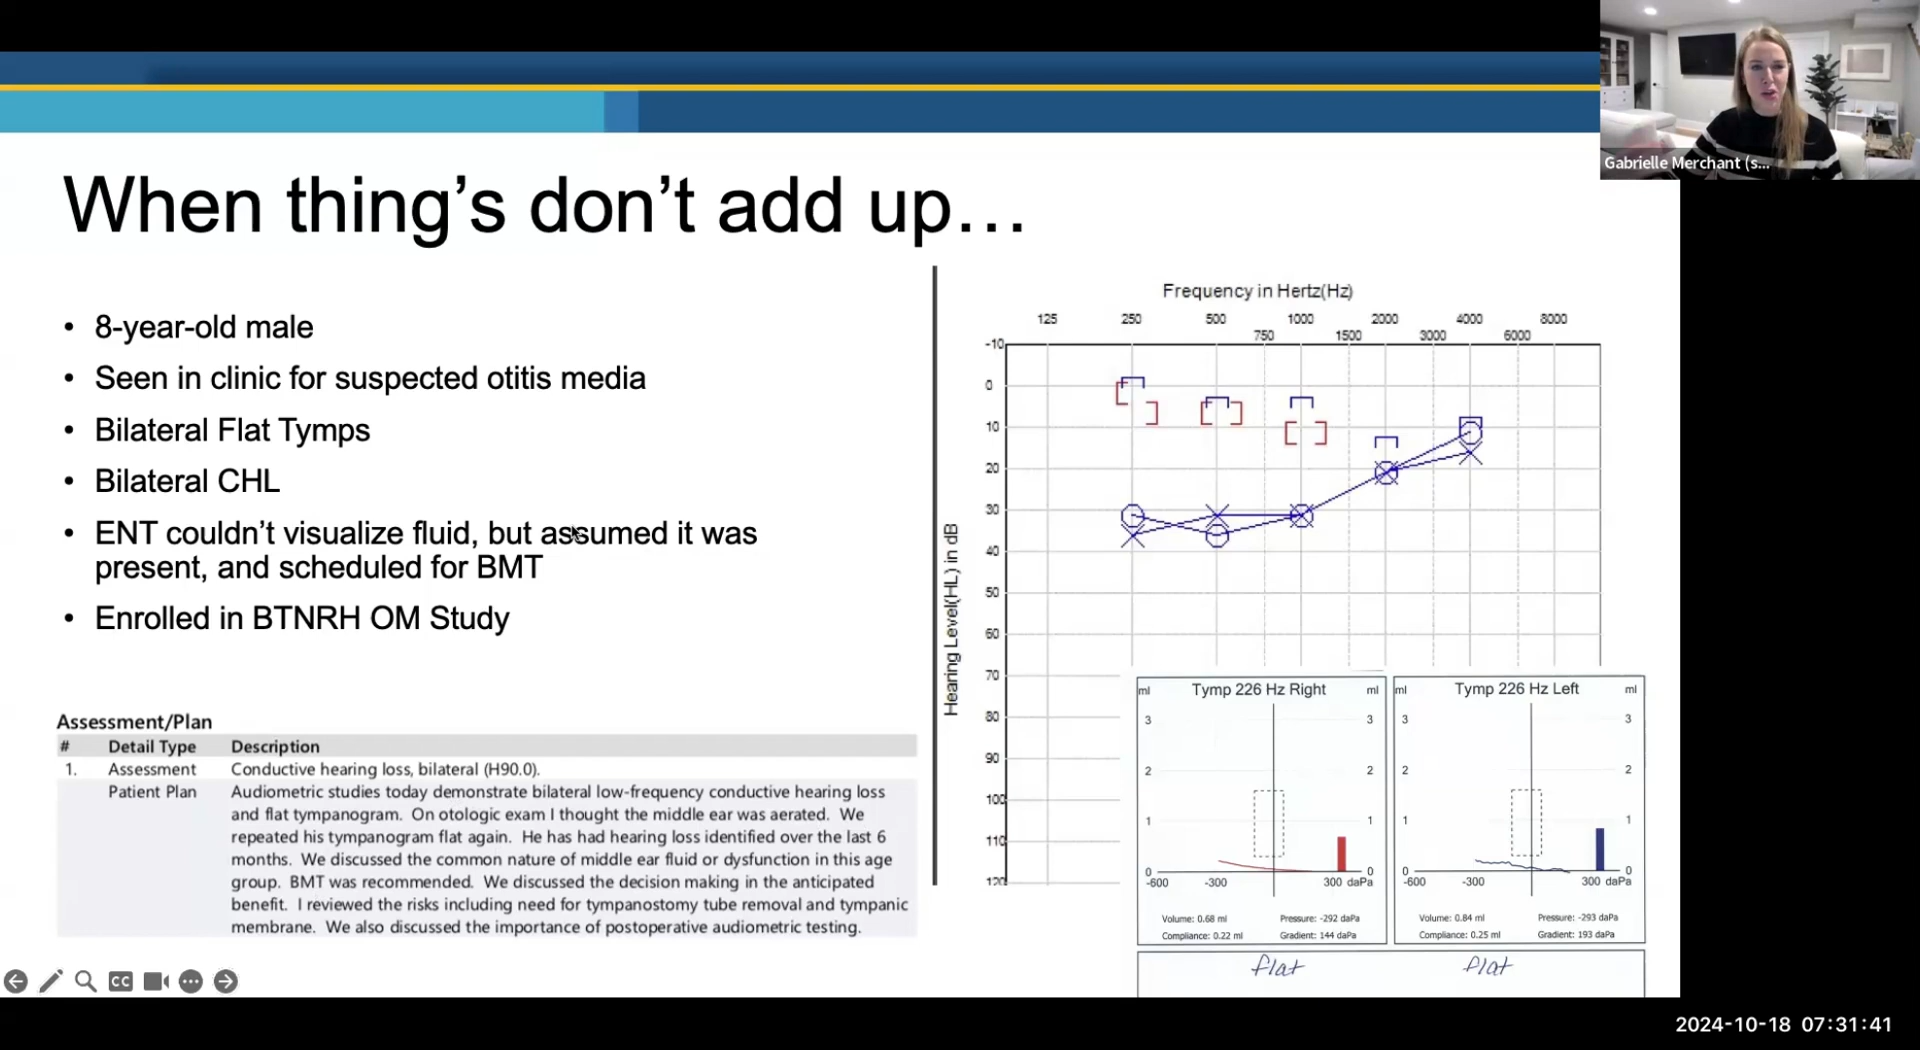 Gabrielle Merchant (s...
When thing's don't add up...
• 8-year-old male
• Seen in clinic for suspected otitis media
• Bilateral Flat Tymps
• Bilateral CHL
• ENT couldn't visualize fluid, but assumed it was
present, and scheduled for BMT
• Enrolled in BTNRH OM Study
Assessment/Plan
# Detail Type Description
1. Assessment Conductive hearing loss, bilateral (H90.0).
Patient Plan Audiometric studies today demonstrate bilateral low-frequency conductive hearing loss
and flat tympanogram. On otologic exam I thought the middle ear was aerated. We
repeated his tympanogram flat again. He has had hearing loss identified over the last 6
months. We discussed the common nature of middle ear fluid or dysfunction in this age
group. BMT was recommended. We discussed the decision making in the anticipated
benefit. I reviewed the risks including need for tympanostomy tube removal and tympanic
membrane. We also discussed the importance of postoperative audiometric testing.
Frequency in Hertz(Hz)
125 250 500 1000 2000 4000 8000
750 1500 3000 6000
Hearing Level(HL) in dB
-10
0
10
20
30
40
50
60
70
80
90
100
110
120
ml Tymp 226 Hz Right ml
3 3
2 2
1 1
0 0
-600 -300 300 daPa
Volume: 0.68 ml Pressure: -292 daPa
Compliance: 0.22 ml Gradient: 144 daPa
flat
ml Tymp 226 Hz Left ml
3 3
2 2
1 1
0 0
-600 -300 300 daPa
Volume: 0.84 ml Pressure: -293 daPa
Compliance: 0.25 ml Gradient: 193 daPa
flat
CC
2024-10-18 07:31:41